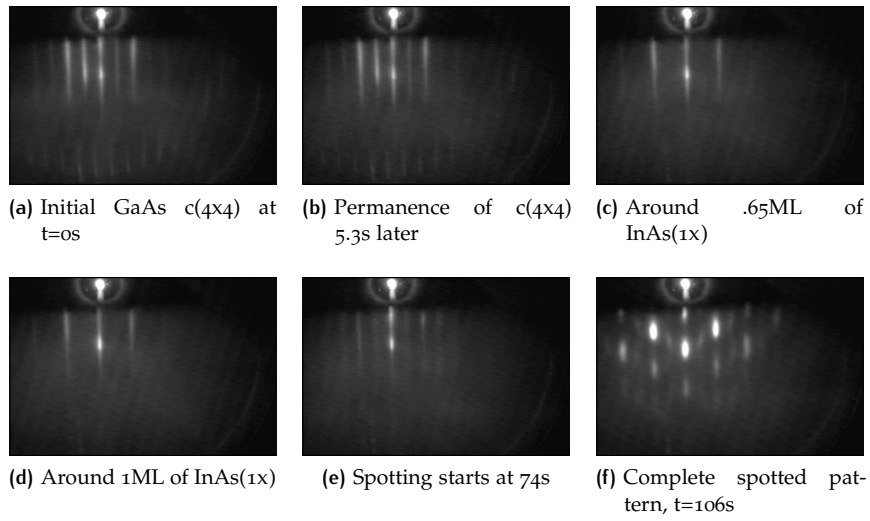 (a) Initial GaAs c(4x4) at
t=0s
(b) Permanence of c(4x4)
5.3s later
(c) Around .65ML of
InAs(1x)
(d) Around 1ML of InAs(1x)
(e) Spotting starts at 74s
(f) Complete spotted pat-
tern, t=106s